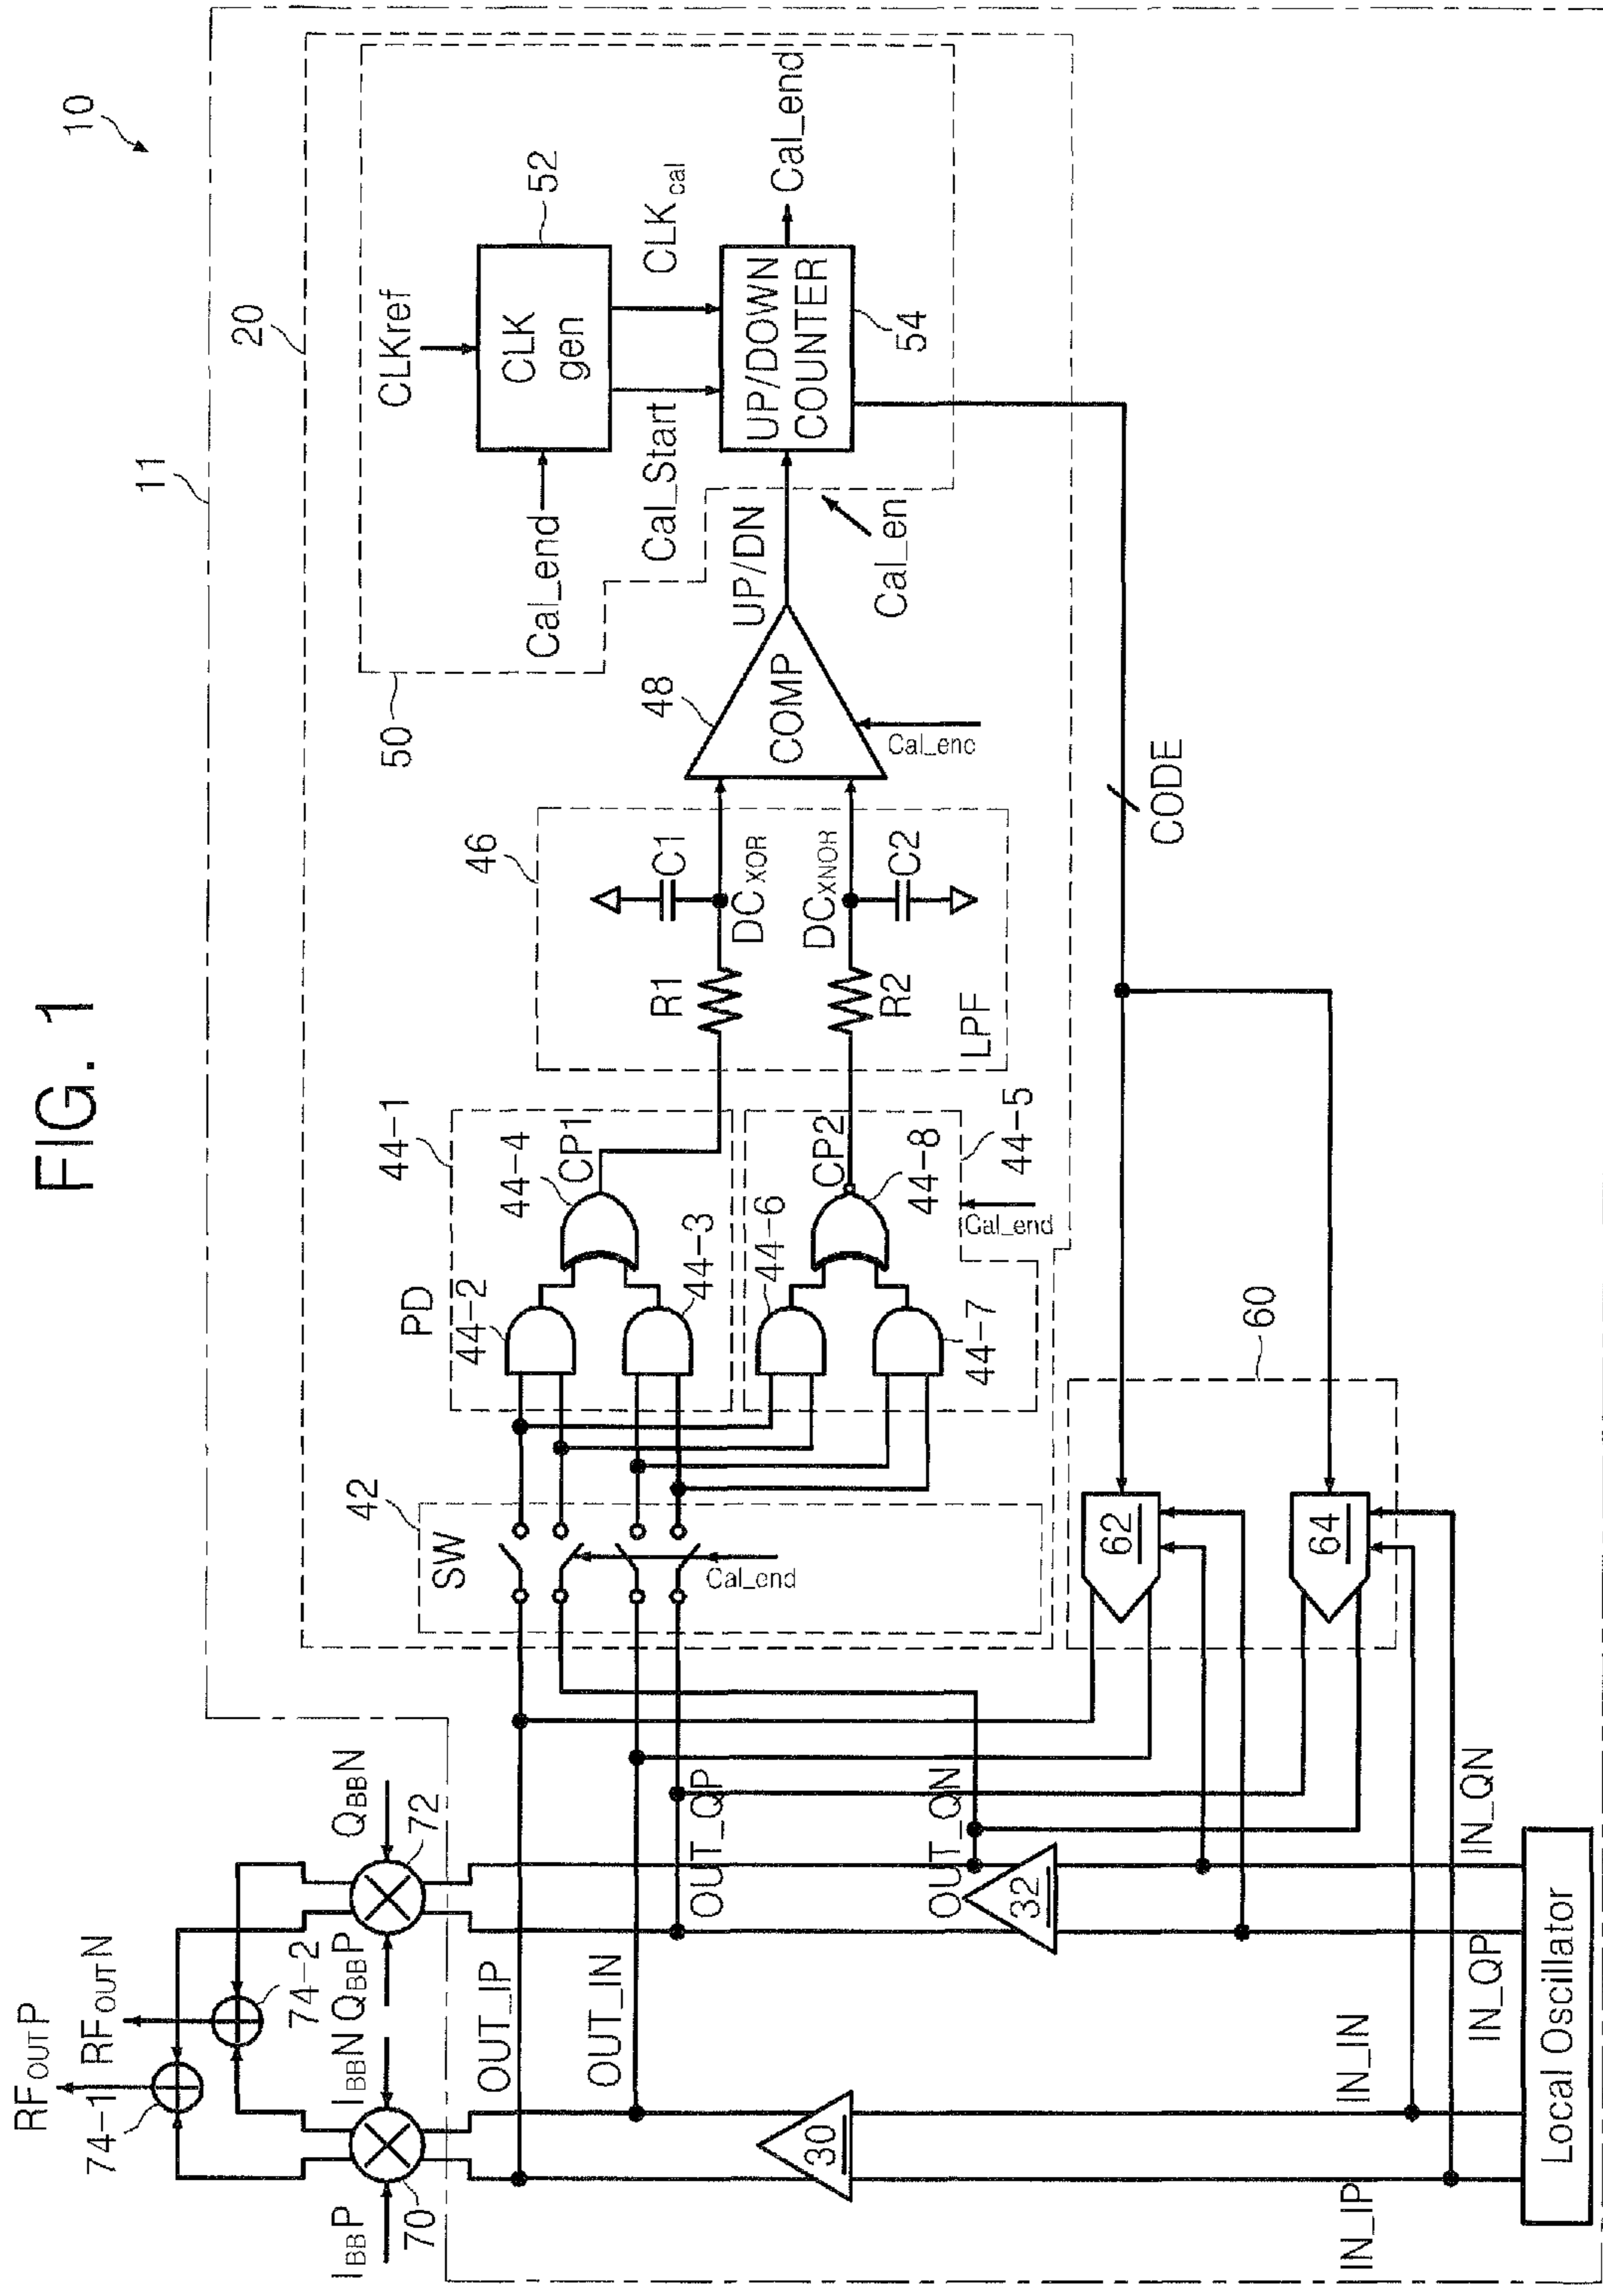 FIG. 1
10
11
20
CLKref
CLK
gen
52
Cal_end
Cal_Start
CLKcal
UP/DOWN
COUNTER
54
Cal_end
50
UP/DN
Cal_en
48
COMP
Cal_enc
46
C1
R1
DCXOR
DCXNOR
C2
R2
LPF
CODE
44-1
PD
44-2
44-3
44-4
CP1
44-5
44-6
44-7
44-8
CP2
Cal_end
42
SW
Cal_end
60
62
64
RFOUTP
RFOUTN
74-1
74-2
IBBP
IBBN
QBBP
QBBN
70
72
OUT_IP
OUT_IN
OUT_QP
OUT_QN
30
32
IN_IP
IN_IN
IN_QP
IN_QN
Local Oscillator